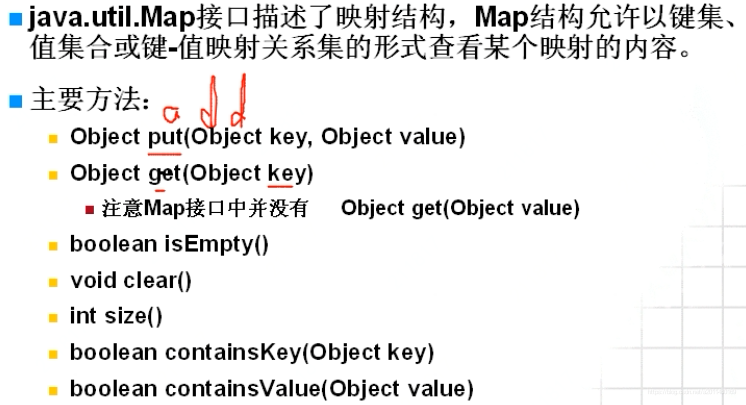 java.util.Map接口描述了映射结构，Map结构允许以键集、
值集合或键-值映射关系集的形式查看某个映射的内容。
主要方法：
add
Object put(Object key, Object value)
Object get(Object key)
注意Map接口中并没有 Object get(Object value)
boolean isEmpty()
void clear()
int size()
boolean containsKey(Object key)
boolean containsValue(Object value)